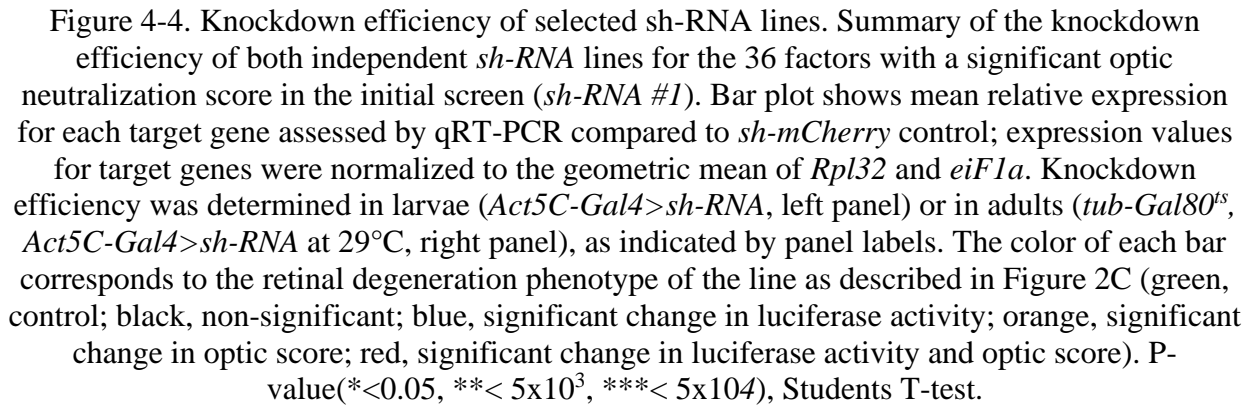 Figure 4-4. Knockdown efficiency of selected sh-RNA lines. Summary of the knockdown
efficiency of both independent sh-RNA lines for the 36 factors with a significant optic
neutralization score in the initial screen (sh-RNA #1). Bar plot shows mean relative expression
for each target gene assessed by qRT-PCR compared to sh-mCherry control; expression values
for target genes were normalized to the geometric mean of Rpl32 and eiF1a. Knockdown
efficiency was determined in larvae (Act5C-Gal4>sh-RNA, left panel) or in adults (tub-Gal80ᵗˢ,
Act5C-Gal4>sh-RNA at 29°C, right panel), as indicated by panel labels. The color of each bar
corresponds to the retinal degeneration phenotype of the line as described in Figure 2C (green,
control; black, non-significant; blue, significant change in luciferase activity; orange, significant
change in optic score; red, significant change in luciferase activity and optic score). P-
value(*<0.05, **< 5x10³, ***< 5x104), Students T-test.